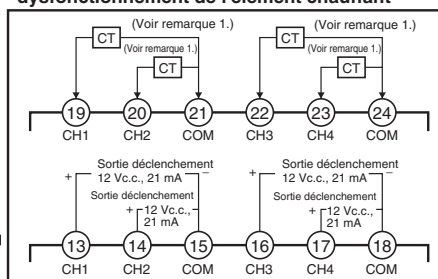 dysfonctionnement de l'élément chauffant
(Voir remarque 1.) (Voir remarque 1.)
CT CT
(Voir remarque 1.) (Voir remarque 1.)
CT CT
19 20 21 22 23 24
CH1 CH2 COM CH3 CH4 COM
Sortie déclenchement Sortie déclenchement
+ 12 Vc.c., 21 mA – + 12 Vc.c., 21 mA –
Sortie déclenchement Sortie déclenchement
+ 12 Vc.c., – + 12 Vc.c., –
21 mA 21 mA
13 14 15 16 17 18
CH1 CH2 COM CH3 CH4 COM